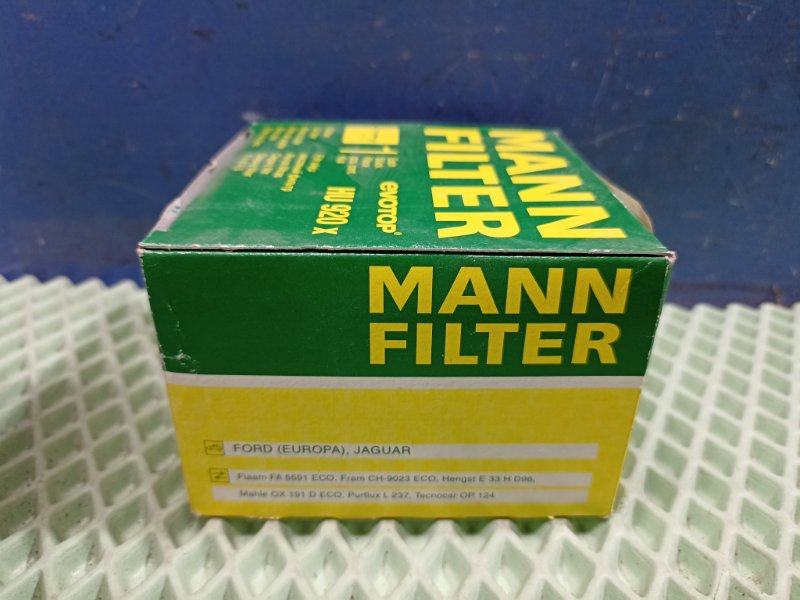 MANN
FILTER
evotop
HU 920 x
MANN
FILTER
FORD (EUROPA), JAGUAR
Fiaam FA 5591 ECO, Fram CH-9023 ECO, Hengst E 33 H D96,
Mahle OX 191 D ECO, Purflux L 237, Tecnocar OP 124